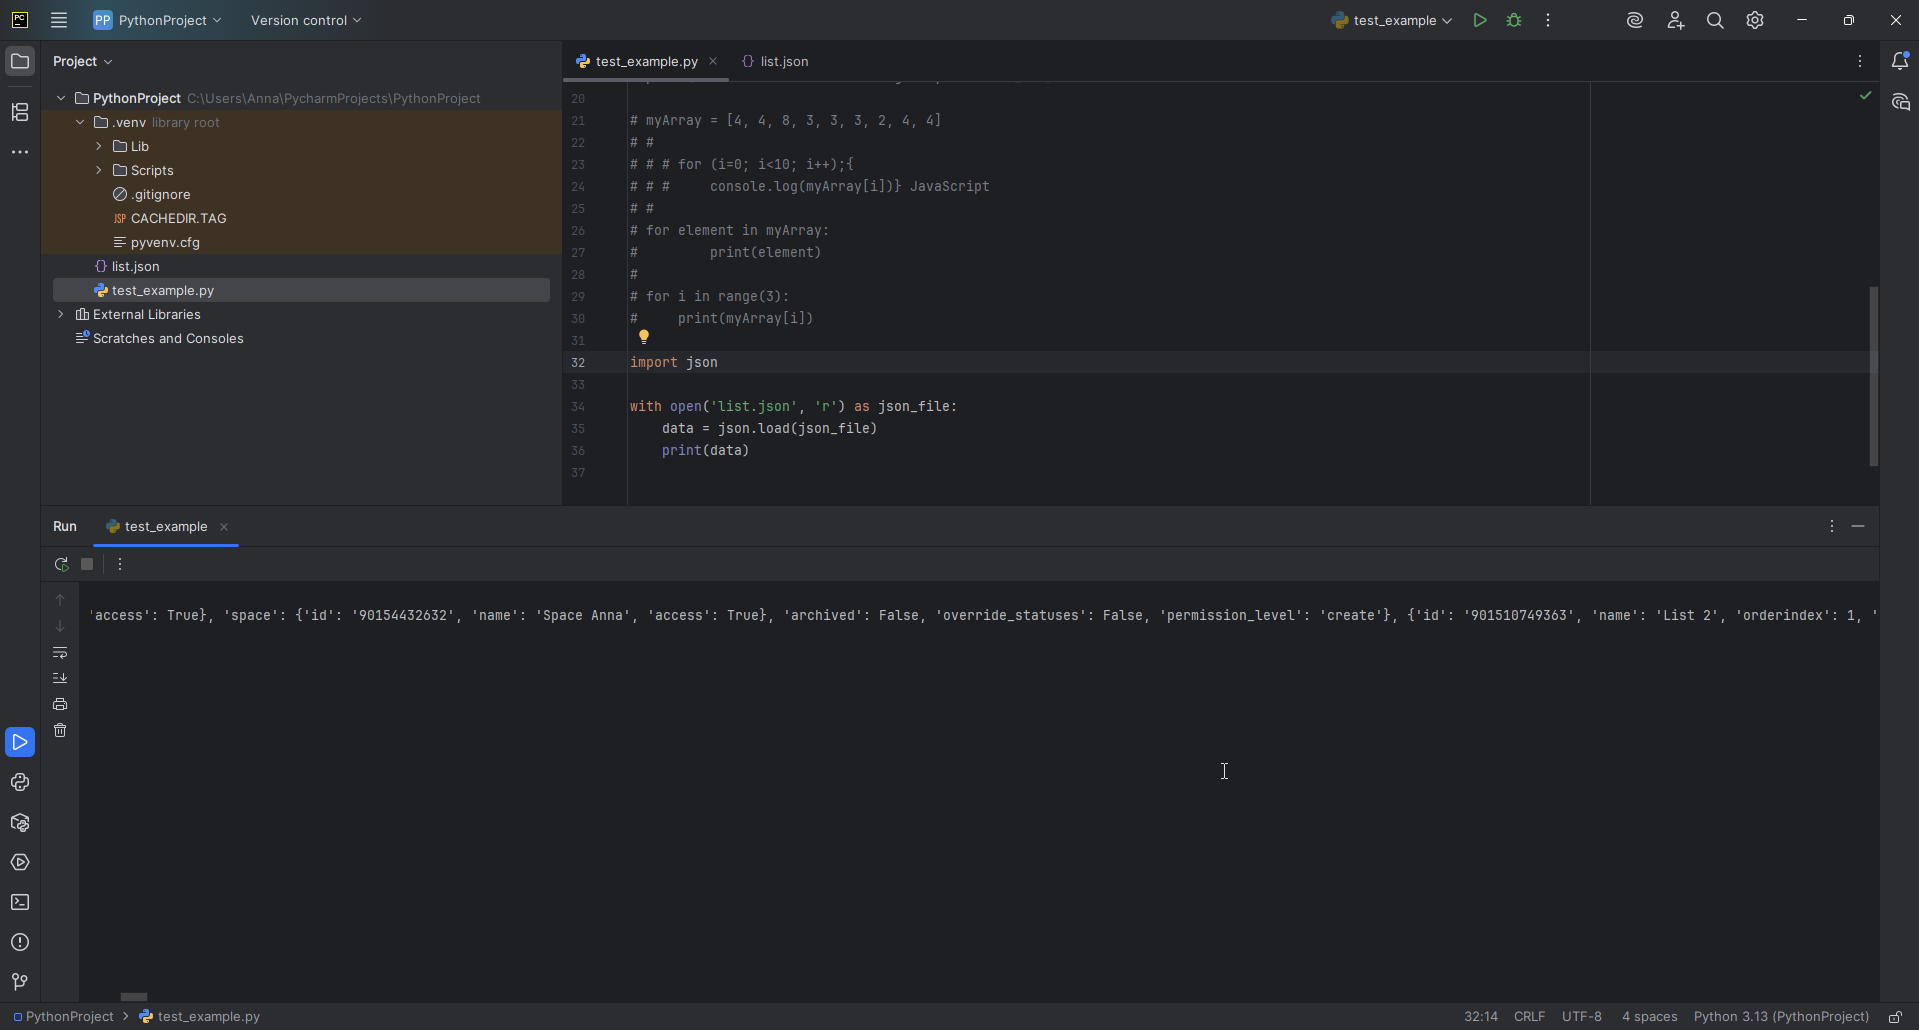 PC
PP PythonProject
Version control
test_example
Project
test_example.py
{} list.json
PythonProject C:\Users\Anna\PycharmProjects\PythonProject
.venv library root
Lib
Scripts
.gitignore
JSP CACHEDIR.TAG
pyvenv.cfg
{} list.json
test_example.py
External Libraries
Scratches and Consoles
20
21 # myArray = [4, 4, 8, 3, 3, 3, 2, 4, 4]
22 # #
23 # # # for (i=0; i<10; i++);{
24 # # #     console.log(myArray[i])} JavaScript
25 # #
26 # for element in myArray:
27 #         print(element)
28 #
29 # for i in range(3):
30 #     print(myArray[i])
31
32 import json
33
34 with open('list.json', 'r') as json_file:
35     data = json.load(json_file)
36     print(data)
37
Run
test_example
'access': True}, 'space': {'id': '90154432632', 'name': 'Space Anna', 'access': True}, 'archived': False, 'override_statuses': False, 'permission_level': 'create'}, {'id': '901510749363', 'name': 'List 2', 'orderindex': 1, '
PythonProject > test_example.py
32:14 CRLF UTF-8 4 spaces Python 3.13 (PythonProject)